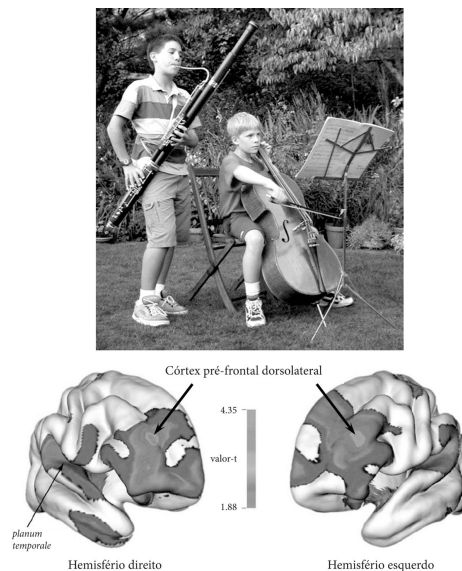 Córtex pré-frontal dorsolateral
4.35
valor-t
1.88
planum
temporale
Hemisfério direito
Hemisfério esquerdo